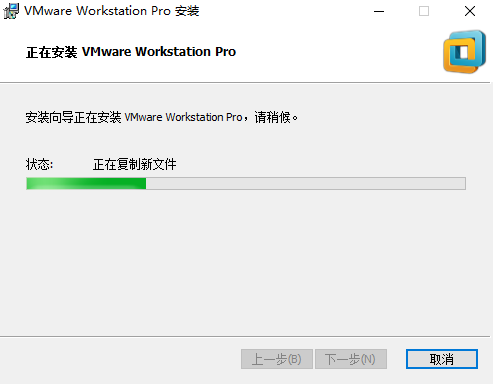 VMware Workstation Pro 安装
正在安装 VMware Workstation Pro
安装向导正在安装 VMware Workstation Pro，请稍候。
状态: 正在复制新文件
上一步(B) 下一步(N) 取消